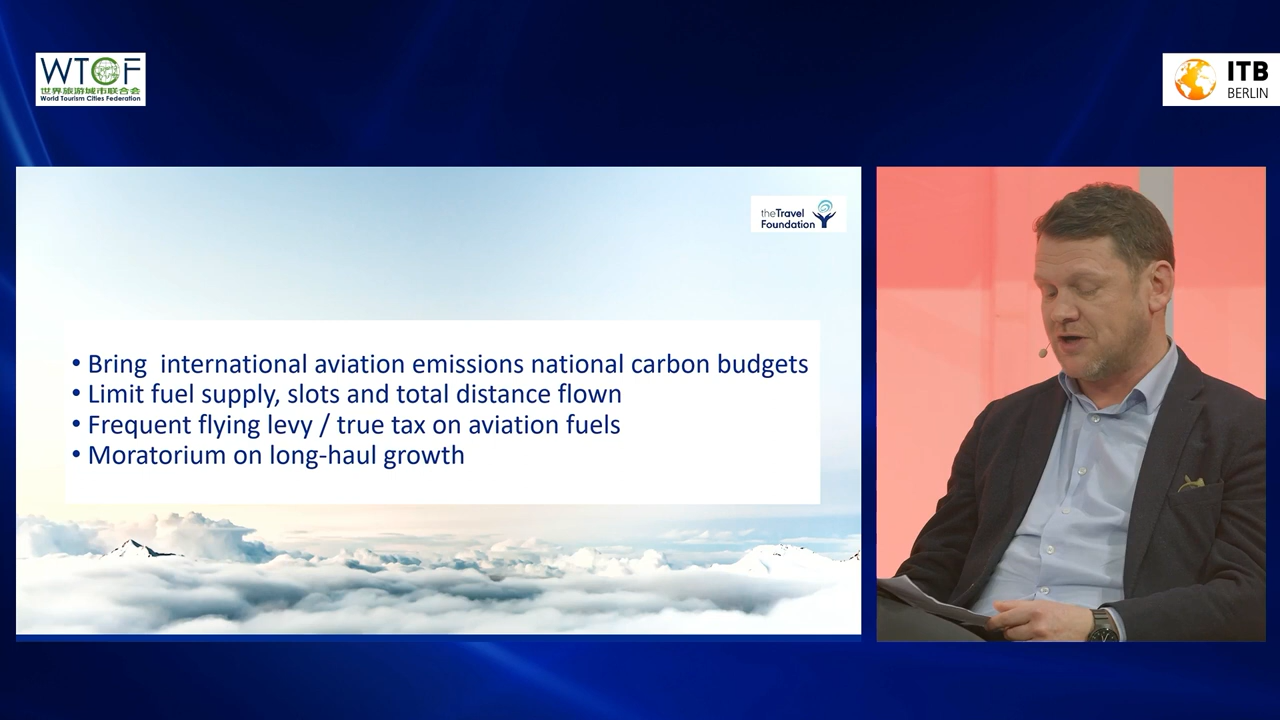 WTCF
世界旅游城市联合会
World Tourism Cities Federation
ITB
BERLIN
theTravel
Foundation
• Bring  international aviation emissions national carbon budgets
• Limit fuel supply, slots and total distance flown
• Frequent flying levy / true tax on aviation fuels
• Moratorium on long-haul growth